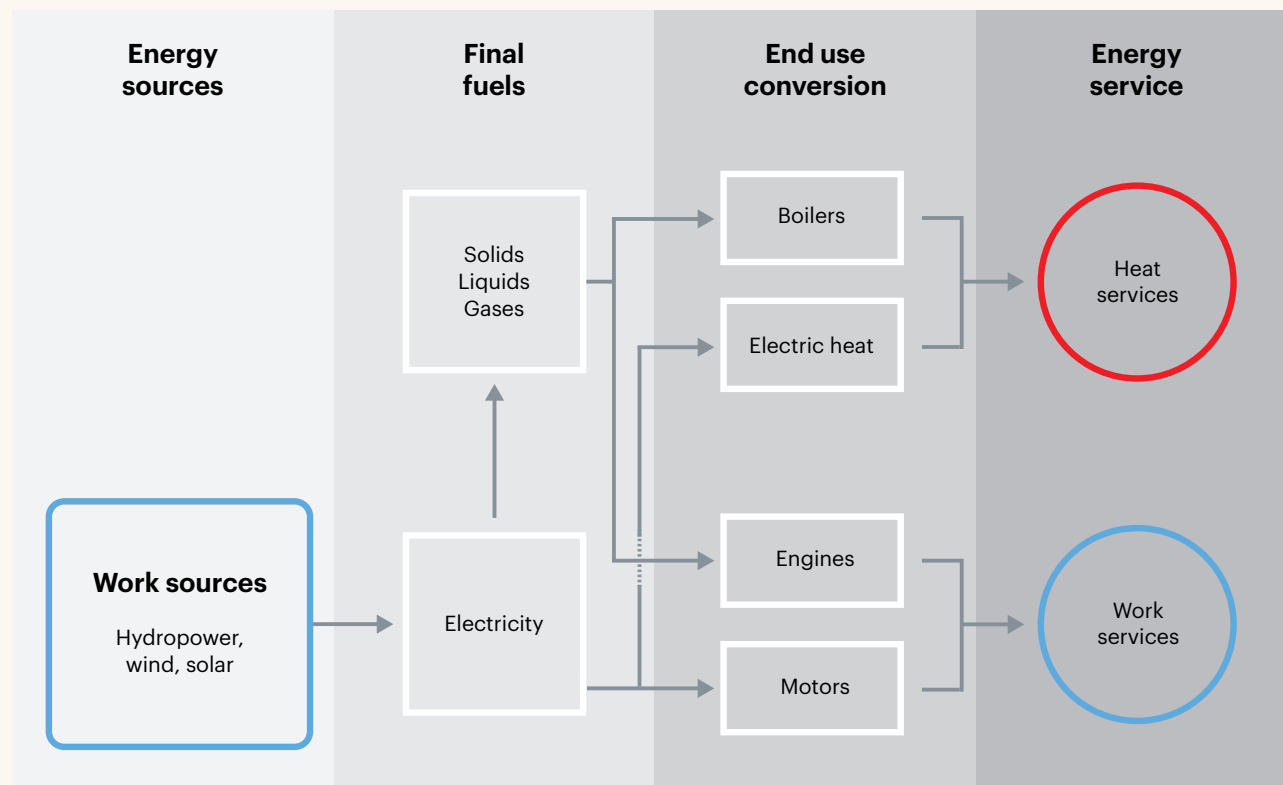 Energy
sources
Final
fuels
End use
conversion
Energy
service
Solids
Liquids
Gases
Boilers
Electric heat
Heat
services
Work sources
Hydropower,
wind, solar
Electricity
Engines
Motors
Work
services